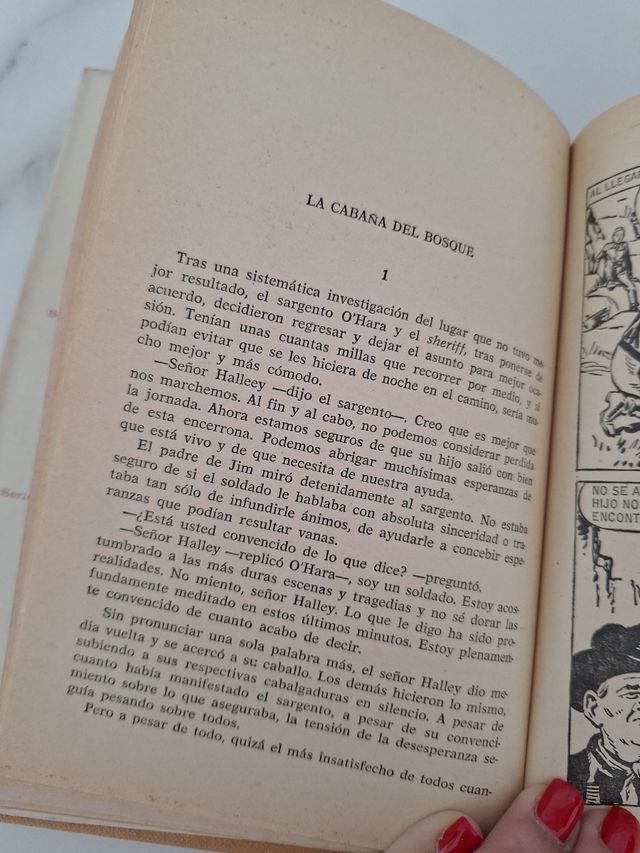 LA CABAÑA DEL BOSQUE
1
Tras una sistemática investigación del lugar que no tuvo me-
jor resultado, el sargento O'Hara y el sheriff, tras ponerse de
acuerdo, decidieron regresar y dejar el asunto para mejor oca-
sión. Tenían unas cuantas millas que recorrer por medio, y si
podían evitar que se les hiciera de noche en el camino, sería mu-
cho mejor y más cómodo.
—Señor Halleey —dijo el sargento—. Creo que es mejor que
nos marchemos. Al fin y al cabo, no podemos considerar perdida
la jornada. Ahora estamos seguros de que su hijo salió con bien
de esta encerrona. Podemos abrigar muchísimas esperanzas de
que está vivo y de que necesita de nuestra ayuda.
El padre de Jim miró detenidamente al sargento. No estaba
seguro de si el soldado le hablaba con absoluta sinceridad o tra-
taba tan sólo de infundirle ánimos, de ayudarle a concebir espe-
ranzas que podían resultar vanas.
—¿Está usted convencido de lo que dice? —preguntó.
—Señor Halley —replicó O'Hara—, soy un soldado. Estoy acos-
tumbrado a las más duras escenas y tragedias y no sé dorar las
realidades. No miento, señor Halley. Lo que le digo ha sido pro-
fundamente meditado en estos últimos minutos. Estoy plenamen-
te convencido de cuanto acabo de decir.
Sin pronunciar una sola palabra más, el señor Halley dio me-
día vuelta y se acercó a su caballo. Los demás hicieron lo mismo,
subiendo a sus respectivas cabalgaduras en silencio. A pesar de
cuanto había manifestado el sargento, a pesar de su convenci-
miento sobre lo que aseguraba, la tensión de la desesperanza se-
guía pesando sobre todos.
Pero a pesar de todo, quizá el más insatisfecho de todos cuan-
AL LLEGAR
NO SE A
HIJO NO
ENCONT
Serie